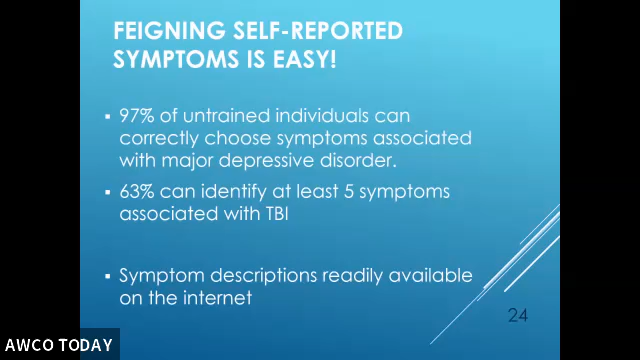 FEIGNING SELF-REPORTED
SYMPTOMS IS EASY!
▪ 97% of untrained individuals can
correctly choose symptoms associated
with major depressive disorder.
▪ 63% can identify at least 5 symptoms
associated with TBI
▪ Symptom descriptions readily available
on the internet
24
AWCO TODAY